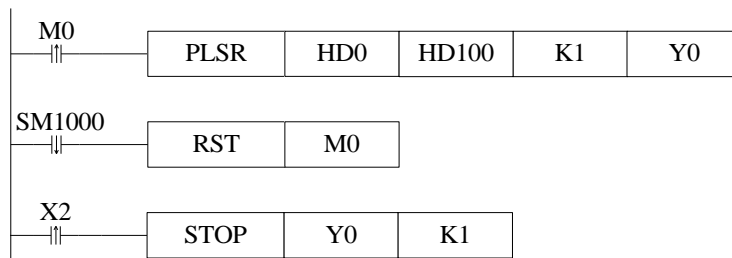 M0
PLSR HD0 HD100 K1 Y0
SM1000
RST M0
X2
STOP Y0 K1